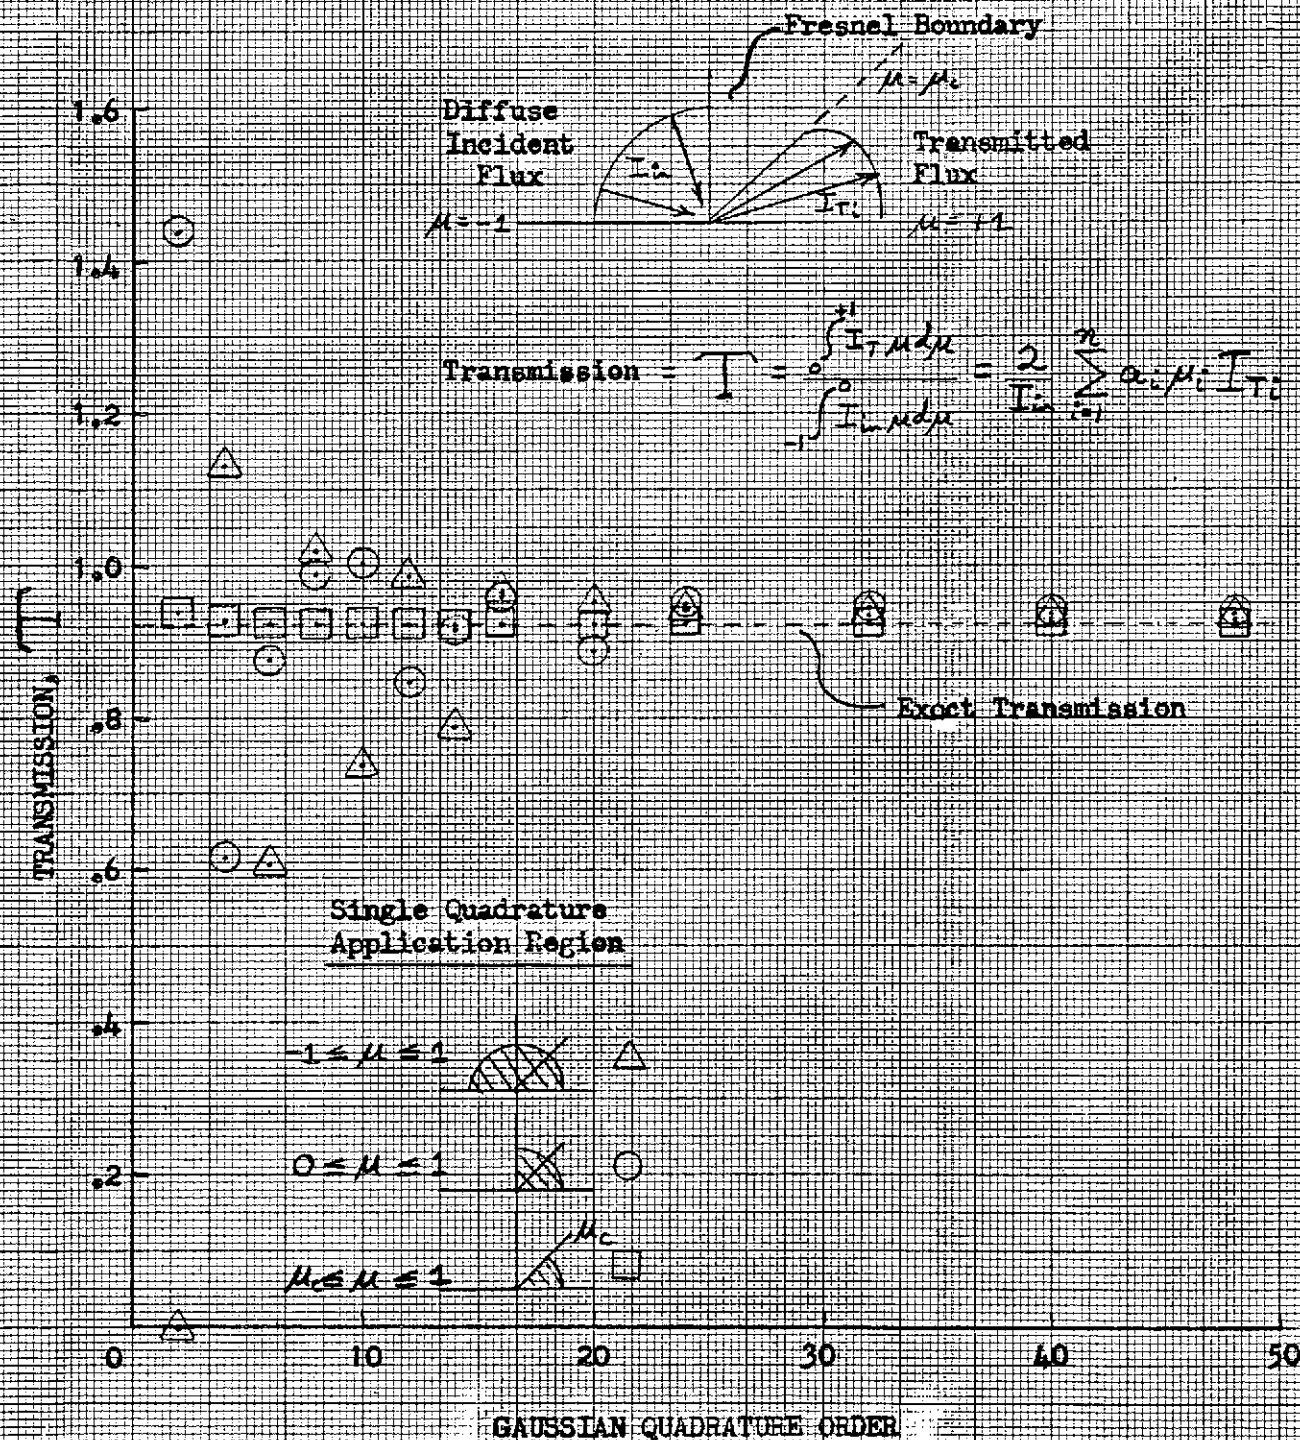 Fresnel Boundary
μ = μc
Diffuse
Incident
Flux
Iin
Transmitted
Flux
ITi
μ = -1
μ = +1
1.6
1.4
1.2
1.0
.8
.6
.4
.2
Transmission = T = ∫0+1 IT μdμ / ∫-10 Iin μdμ = 2/Iin Σi=1n ai μi ITi
TRANSMISSION, T
Exact Transmission
Single Quadrature
Application Region
-1 ≤ μ ≤ 1
0 ≤ μ ≤ 1
μc
μc ≤ μ ≤ 1
0 10 20 30 40 50
GAUSSIAN QUADRATURE ORDER